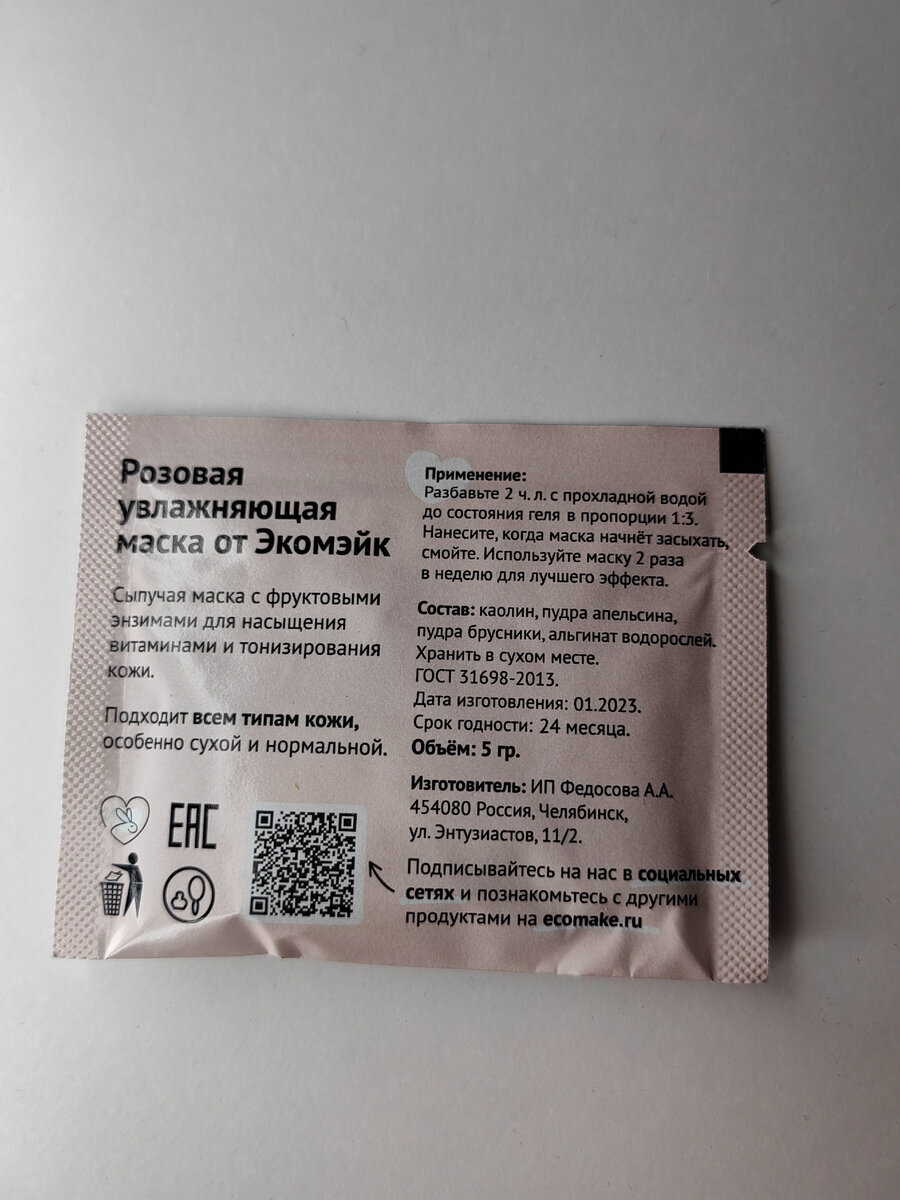 Розовая
увлажняющая
маска от Экомэйк
Сыпучая маска с фруктовыми
энзимами для насыщения
витаминами и тонизирования
кожи.
Подходит всем типам кожи,
особенно сухой и нормальной.
EAC
Применение:
Разбавьте 2 ч. л. с прохладной водой
до состояния геля в пропорции 1:3.
Нанесите, когда маска начнёт засыхать,
смойте. Используйте маску 2 раза
в неделю для лучшего эффекта.
Состав: каолин, пудра апельсина,
пудра брусники, альгинат водорослей.
Хранить в сухом месте.
ГОСТ 31698-2013.
Дата изготовления: 01.2023.
Срок годности: 24 месяца.
Объём: 5 гр.
Изготовитель: ИП Федосова А.А.
454080 Россия, Челябинск,
ул. Энтузиастов, 11/2.
Подписывайтесь на нас в социальных
сетях и познакомьтесь с другими
продуктами на ecomake.ru